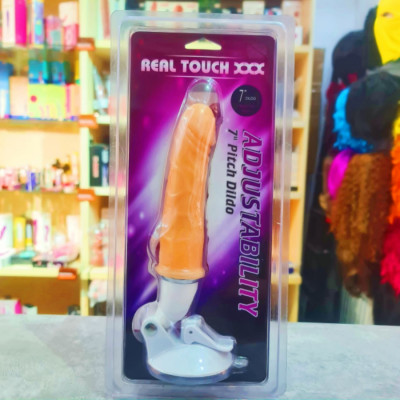 REAL TOUCH XXX
7"
ADJUSTABILITY
7" Pitch Dildo